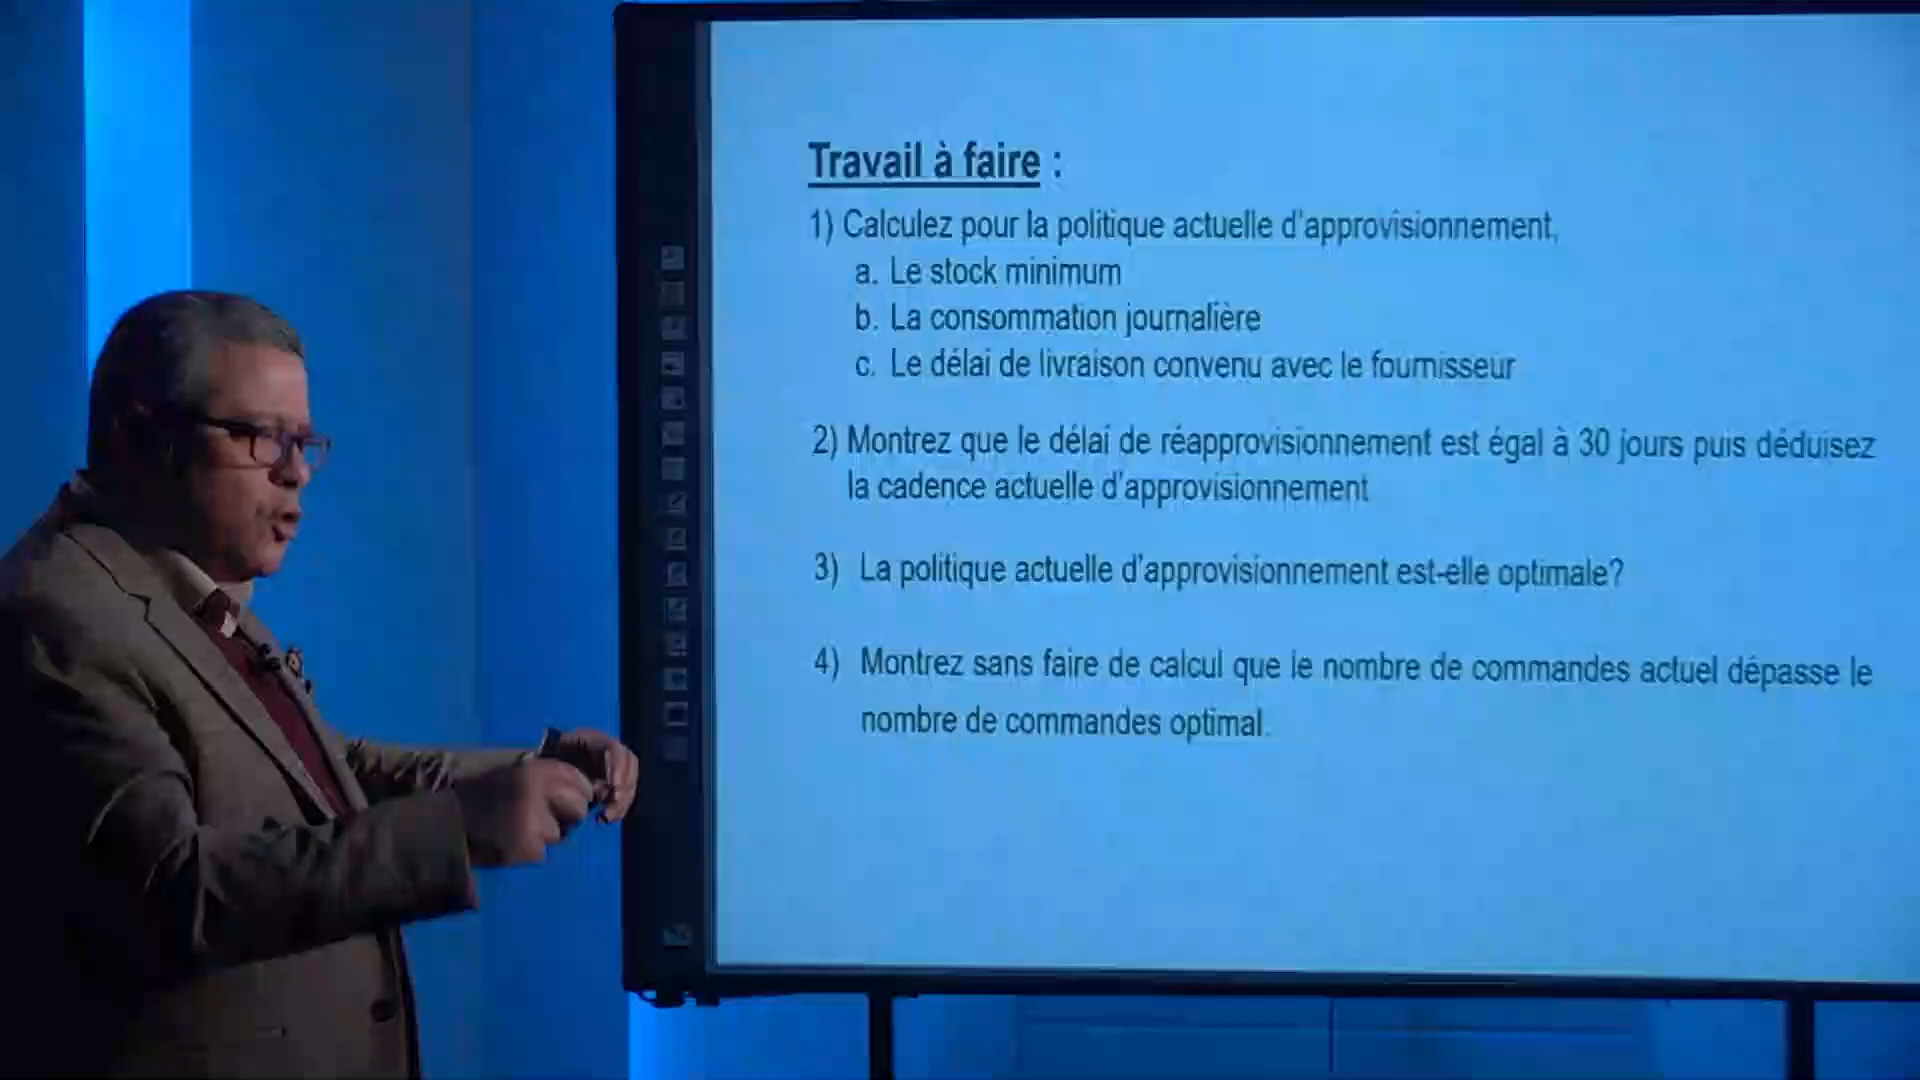 Travail à faire :
1) Calculez pour la politique actuelle d'approvisionnement,
a. Le stock minimum
b. La consommation journalière
c. Le délai de livraison convenu avec le fournisseur
2) Montrez que le délai de réapprovisionnement est égal à 30 jours puis déduisez
la cadence actuelle d'approvisionnement
3) La politique actuelle d'approvisionnement est-elle optimale?
4) Montrez sans faire de calcul que le nombre de commandes actuel dépasse le
nombre de commandes optimal.